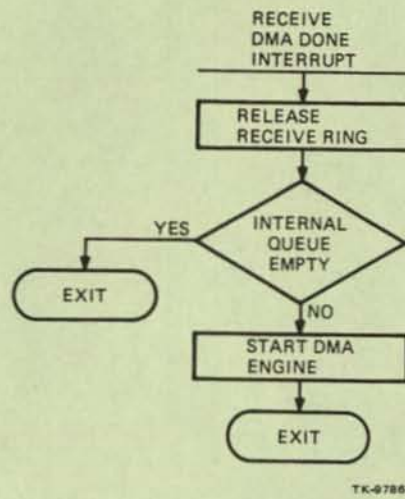 RECEIVE
DMA DONE
INTERRUPT
RELEASE
RECEIVE RING
YES
INTERNAL
QUEUE
EMPTY
EXIT
NO
START DMA
ENGINE
EXIT
TK-9786